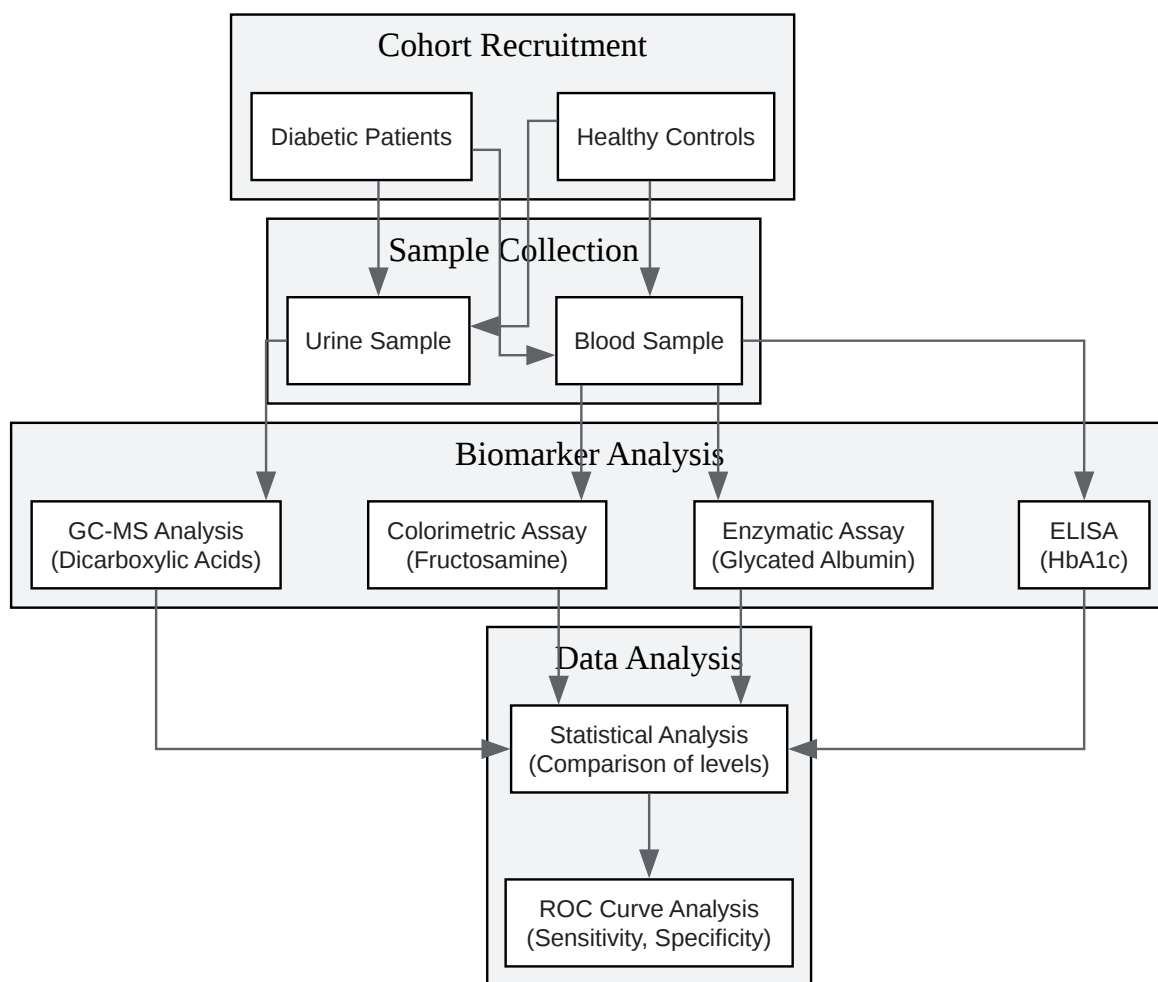 Cohort Recruitment
Diabetic Patients
Healthy Controls
Sample Collection
Urine Sample
Blood Sample
Biomarker Analysis
GC-MS Analysis
(Dicarboxylic Acids)
Colorimetric Assay
(Fructosamine)
Enzymatic Assay
(Glycated Albumin)
ELISA
(HbA1c)
Data Analysis
Statistical Analysis
(Comparison of levels)
ROC Curve Analysis
(Sensitivity, Specificity)